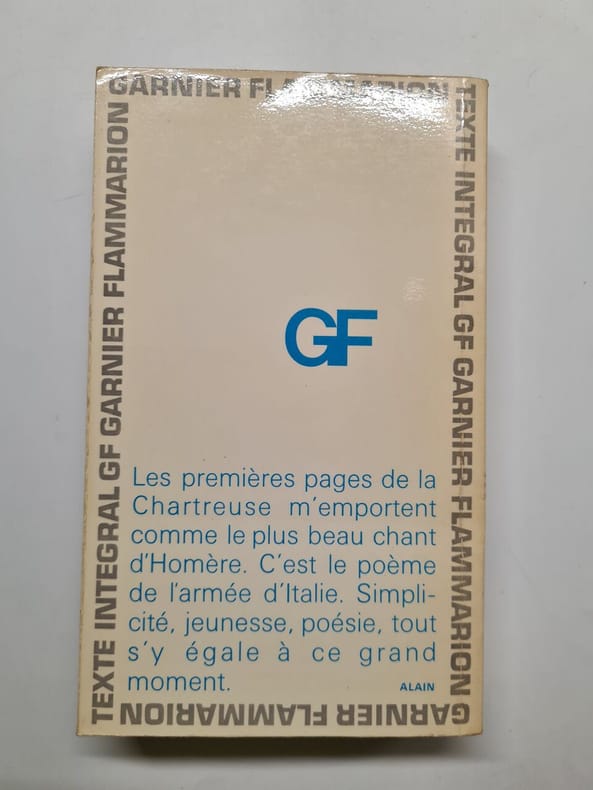 GARNIER FLAMMARION
TEXTE INTEGRAL GF GARNIER FLAMMARION
TEXTE INTEGRAL GF GARNIER FLAMMARION
GF
Les premières pages de la
Chartreuse m'emportent
comme le plus beau chant
d'Homère. C'est le poème
de l'armée d'Italie. Simpli-
cité, jeunesse, poésie, tout
s'y égale à ce grand
moment.
ALAIN
GARNIER FLAMMARION